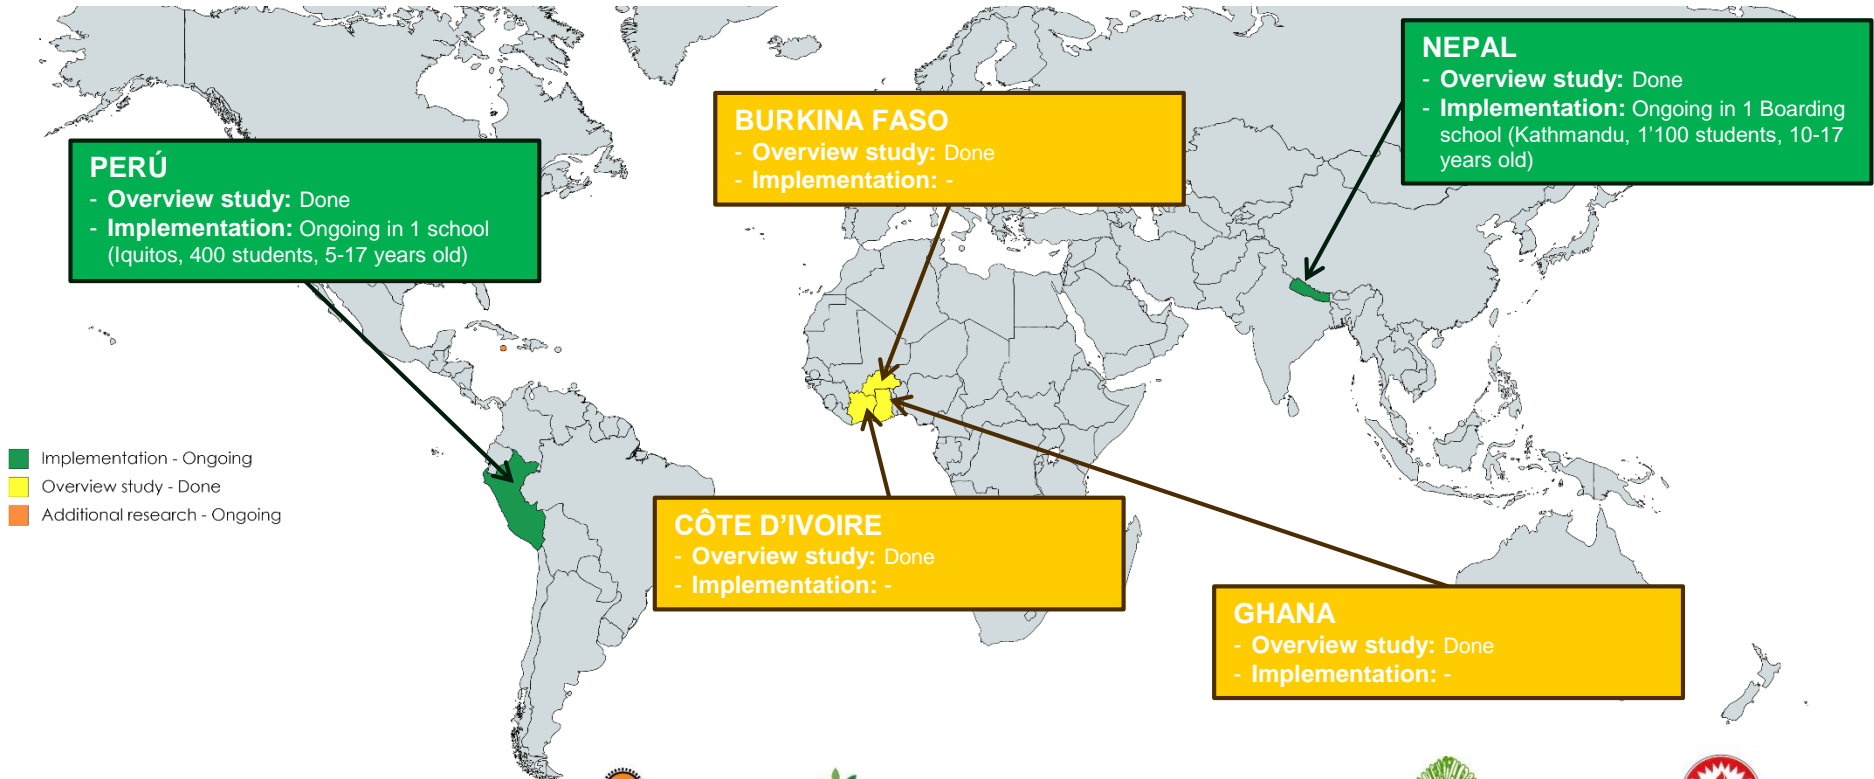 NEPAL
- Overview study: Done
- Implementation: Ongoing in 1 Boarding
school (Kathmandu, 1'100 students, 10-17
years old)
BURKINA FASO
- Overview study: Done
- Implementation: -
PERÚ
- Overview study: Done
- Implementation: Ongoing in 1 school
(Iquitos, 400 students, 5-17 years old)
Implementation - Ongoing
Overview study - Done
Additional research - Ongoing
CÔTE D’IVOIRE
- Overview study: Done
- Implementation: -
GHANA
- Overview study: Done
- Implementation: -